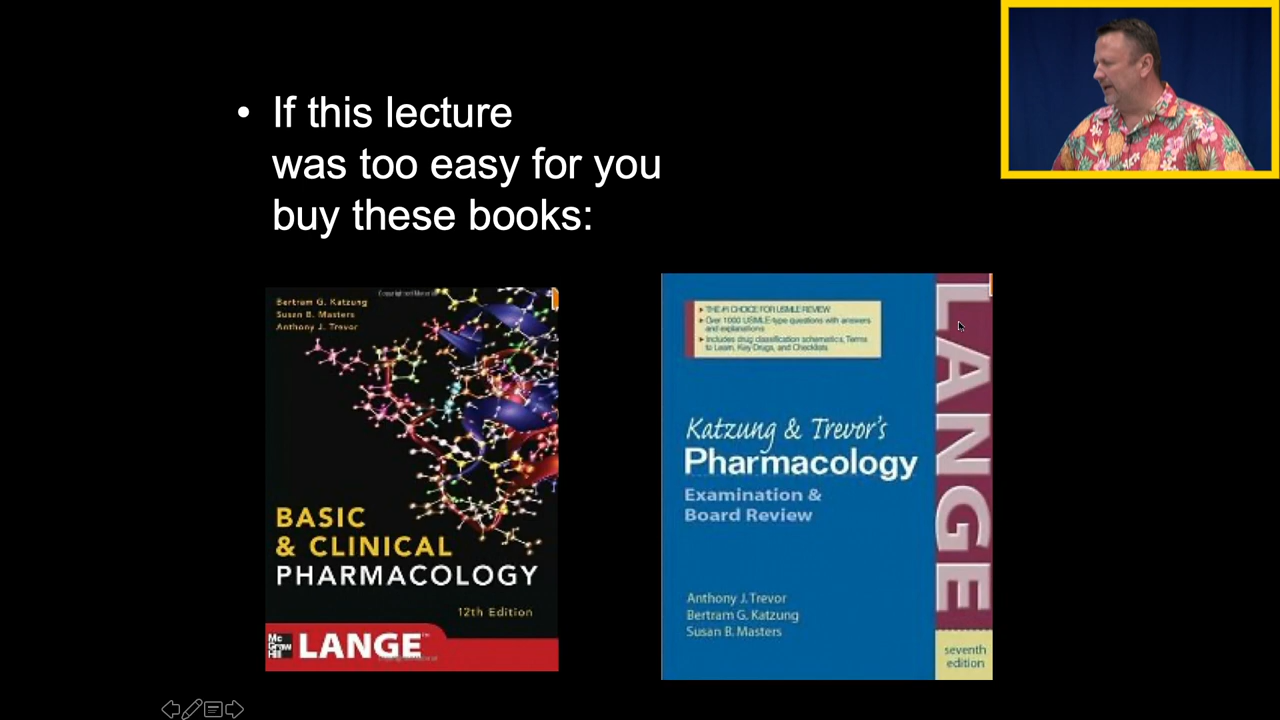 • If this lecture
was too easy for you
buy these books:
Bertram G. Katzung
Susan B. Masters
Anthony J. Trevor
BASIC
& CLINICAL
PHARMACOLOGY
12th Edition
Mc
Graw
Hill
LANGE™
THE #1 CHOICE FOR USMLE REVIEW
Over 1000 USMLE-type questions with answers
and explanations
Includes drug classification schematics, Terms
to Learn, Key Drugs, and Checklists
Katzung & Trevor's
Pharmacology
Examination &
Board Review
Anthony J. Trevor
Bertram G. Katzung
Susan B. Masters
LANGE
seventh
edition